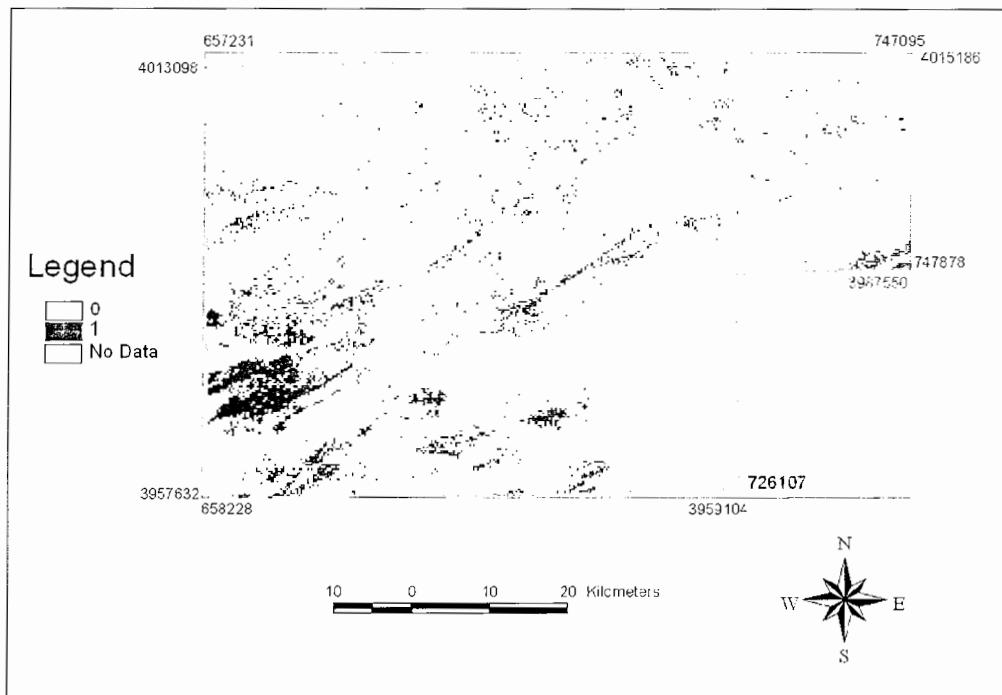 657231
747095
4013098
4015186
Legend
0
1
No Data
747878
3987550
3957632
726107
658228
3959104
10 0 10 20 Kilometers
N
W
E
S